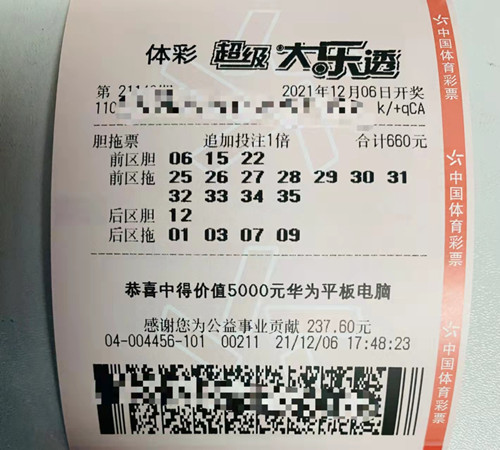 体彩 超级大乐透
第 211 2021年12月06日开奖
110 k/+qCA
胆拖票 追加投注1倍 合计660元
前区胆 06 15 22
前区拖 25 26 27 28 29 30 31
32 33 34 35
后区胆 12
后区拖 01 03 07 09
恭喜中得价值5000元华为平板电脑
感谢您为公益事业贡献 237.60元
04-004456-101 00211 21/12/06 17:48:23
中国体育彩票
中国体育彩票
中国体育彩票